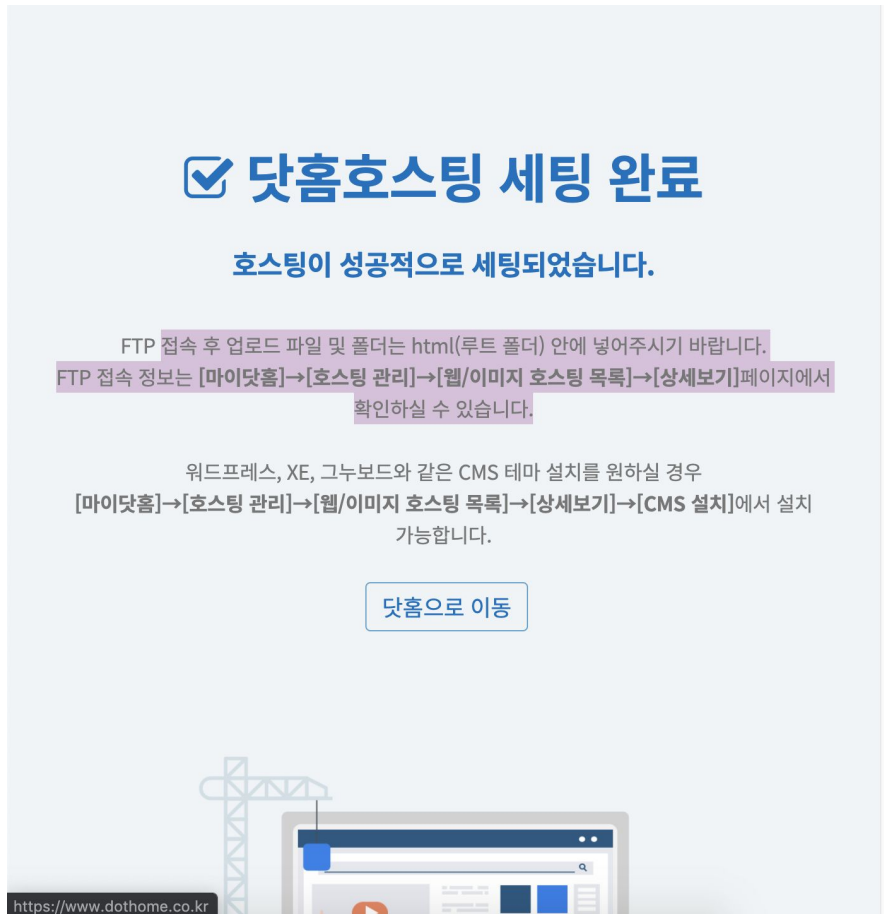 닷홈호스팅 세팅 완료
호스팅이 성공적으로 세팅되었습니다.
FTP 접속 후 업로드 파일 및 폴더는 html(루트 폴더) 안에 넣어주시기 바랍니다.
FTP 접속 정보는 [마이닷홈]→[호스팅 관리]→[웹/이미지 호스팅 목록]→[상세보기]페이지에서
확인하실 수 있습니다.
워드프레스, XE, 그누보드와 같은 CMS 테마 설치를 원하실 경우
[마이닷홈]→[호스팅 관리]→[웹/이미지 호스팅 목록]→[상세보기]→[CMS 설치]에서 설치
가능합니다.
닷홈으로 이동
https://www.dothome.co.kr